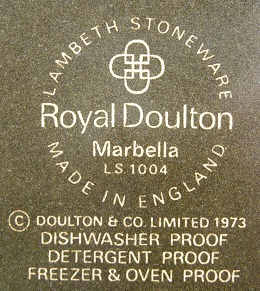 LAMBETH STONEWARE
Royal Doulton
Marbella
L.S.1004
MADE IN ENGLAND
© DOULTON & CO. LIMITED 1973
DISHWASHER PROOF
DETERGENT PROOF
FREEZER & OVEN PROOF